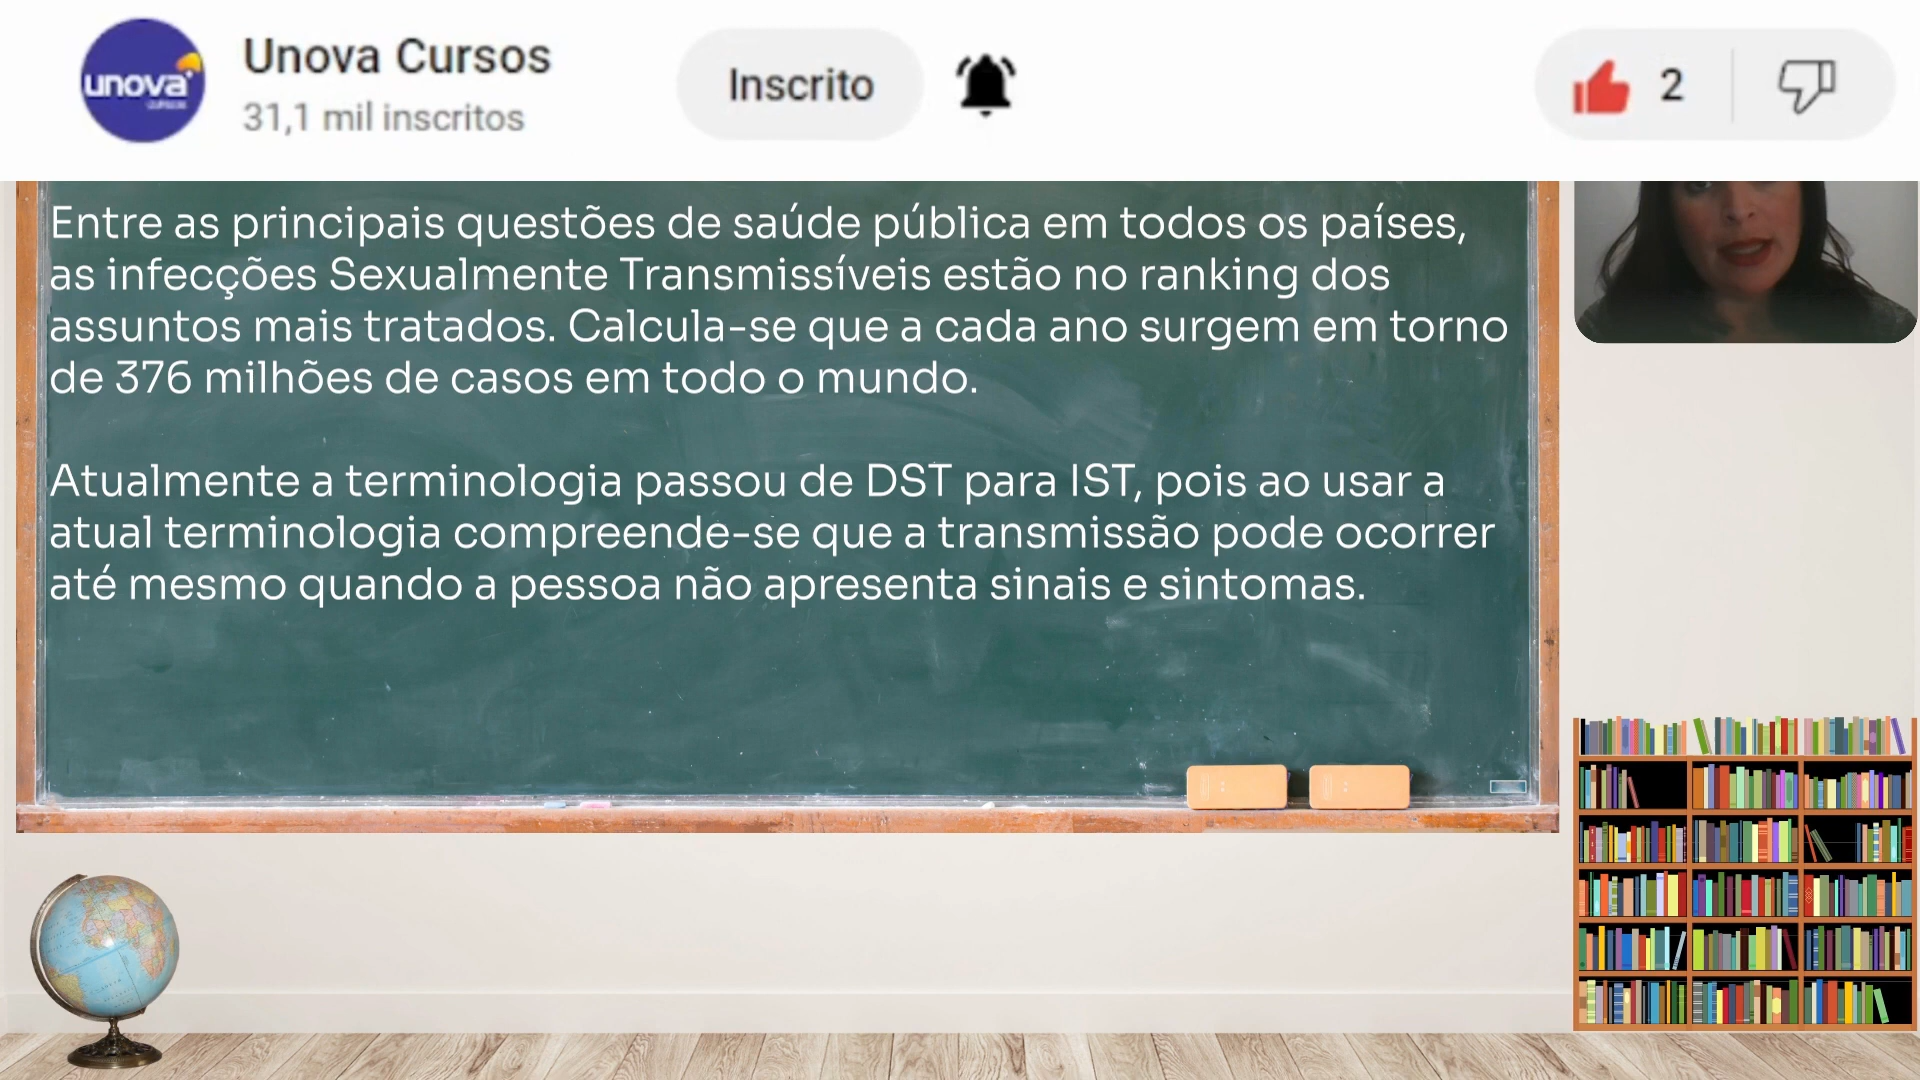 unova
cursos
Unova Cursos
31,1 mil inscritos
Inscrito
2
Entre as principais questões de saúde pública em todos os países,
as infecções Sexualmente Transmissíveis estão no ranking dos
assuntos mais tratados. Calcula-se que a cada ano surgem em torno
de 376 milhões de casos em todo o mundo.
Atualmente a terminologia passou de DST para IST, pois ao usar a
atual terminologia compreende-se que a transmissão pode ocorrer
até mesmo quando a pessoa não apresenta sinais e sintomas.